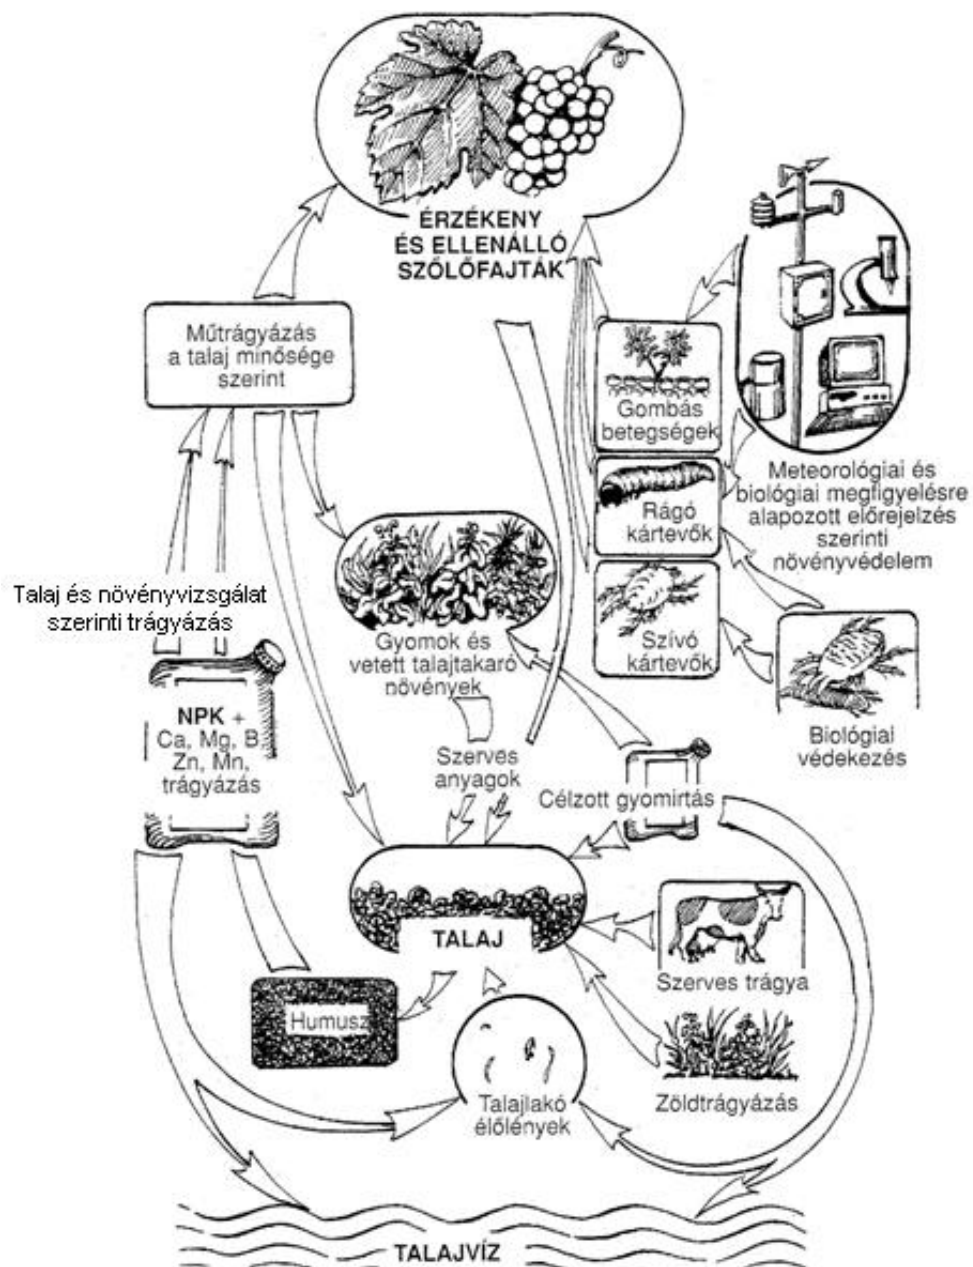 ÉRZÉKENY
ÉS ELLENÁLLÓ
SZŐLŐFAJTÁK
Műtrágyázás
a talaj minősége
szerint
Gombás
betegségek
Rágó
kártevők
Szívó
kártevők
Meteorológiai és
biológiai megfigyelésre
alapozott előrejelzés
szerinti
növényvédelem
Talaj és növényvizsgálat
szerinti trágyázás
Gyomok és
vetett talajtakaró
növények
NPK +
Ca, Mg, B
Zn, Mn,
trágyázás
Biológiai
védekezés
Szerves
anyagok
Célzott gyomirtás
TALAJ
Szerves trágya
Humusz
Talajlakó
élőlények
Zöldtrágyázás
TALAJVÍZ